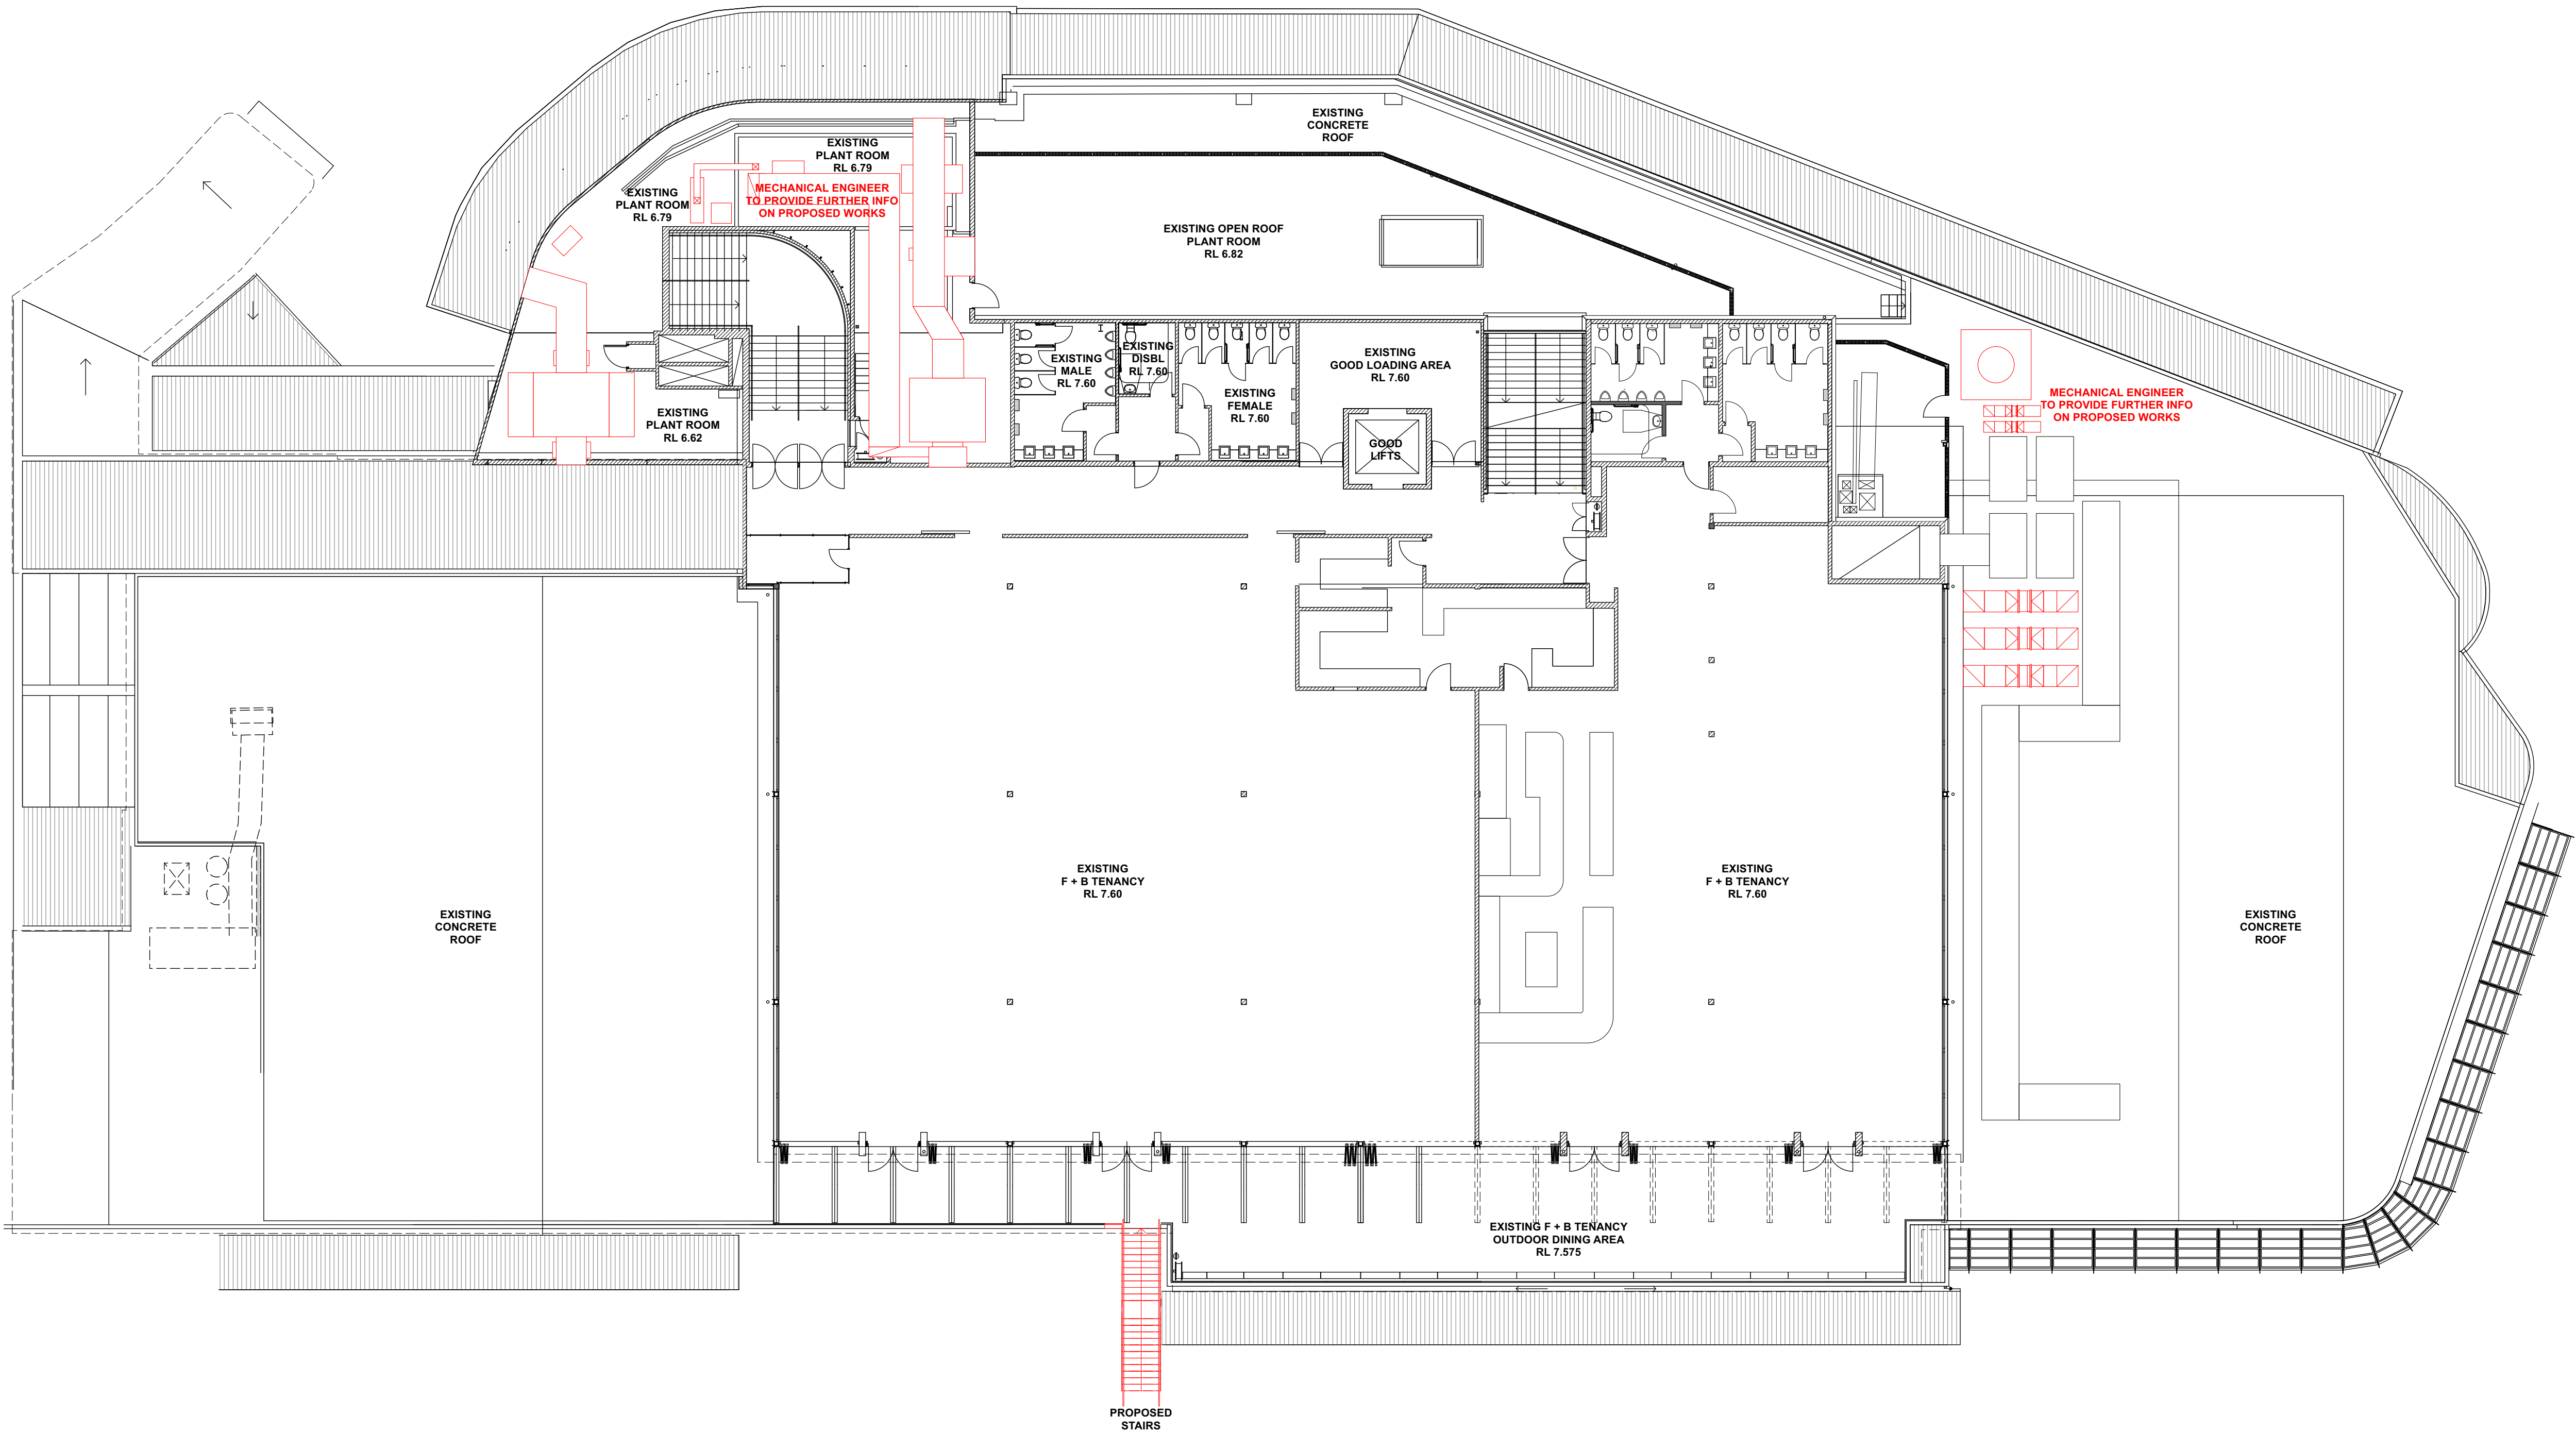 EXISTING
CONCRETE
ROOF
EXISTING
PLANT ROOM
RL 6.79
EXISTING
PLANT ROOM
RL 6.79
MECHANICAL ENGINEER
TO PROVIDE FURTHER INFO
ON PROPOSED WORKS
EXISTING OPEN ROOF
PLANT ROOM
RL 6.82
EXISTING
PLANT ROOM
RL 6.62
EXISTING
MALE
RL 7.60
EXISTING
DISBL
RL 7.60
EXISTING
FEMALE
RL 7.60
EXISTING
GOOD LOADING AREA
RL 7.60
GOOD
LIFTS
MECHANICAL ENGINEER
TO PROVIDE FURTHER INFO
ON PROPOSED WORKS
EXISTING
CONCRETE
ROOF
EXISTING
F + B TENANCY
RL 7.60
EXISTING
F + B TENANCY
RL 7.60
EXISTING
CONCRETE
ROOF
EXISTING F + B TENANCY
OUTDOOR DINING AREA
RL 7.575
PROPOSED
STAIRS